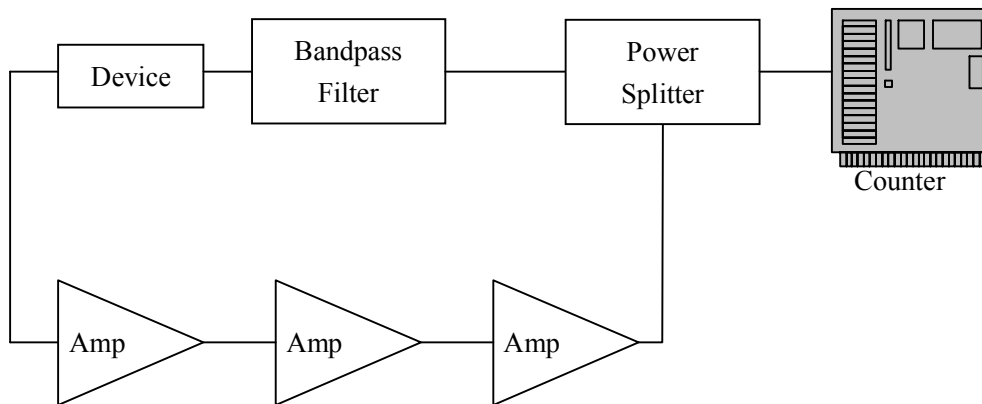 Device
Bandpass
Filter
Power
Splitter
Counter
Amp
Amp
Amp